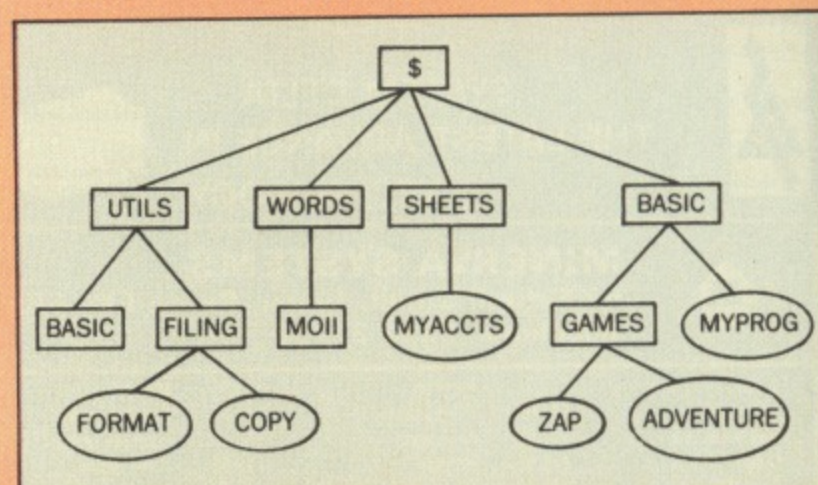 $
UTILS WORDS SHEETS BASIC
BASIC FILING MOII MYACCTS GAMES MYPROG
FORMAT COPY ZAP ADVENTURE